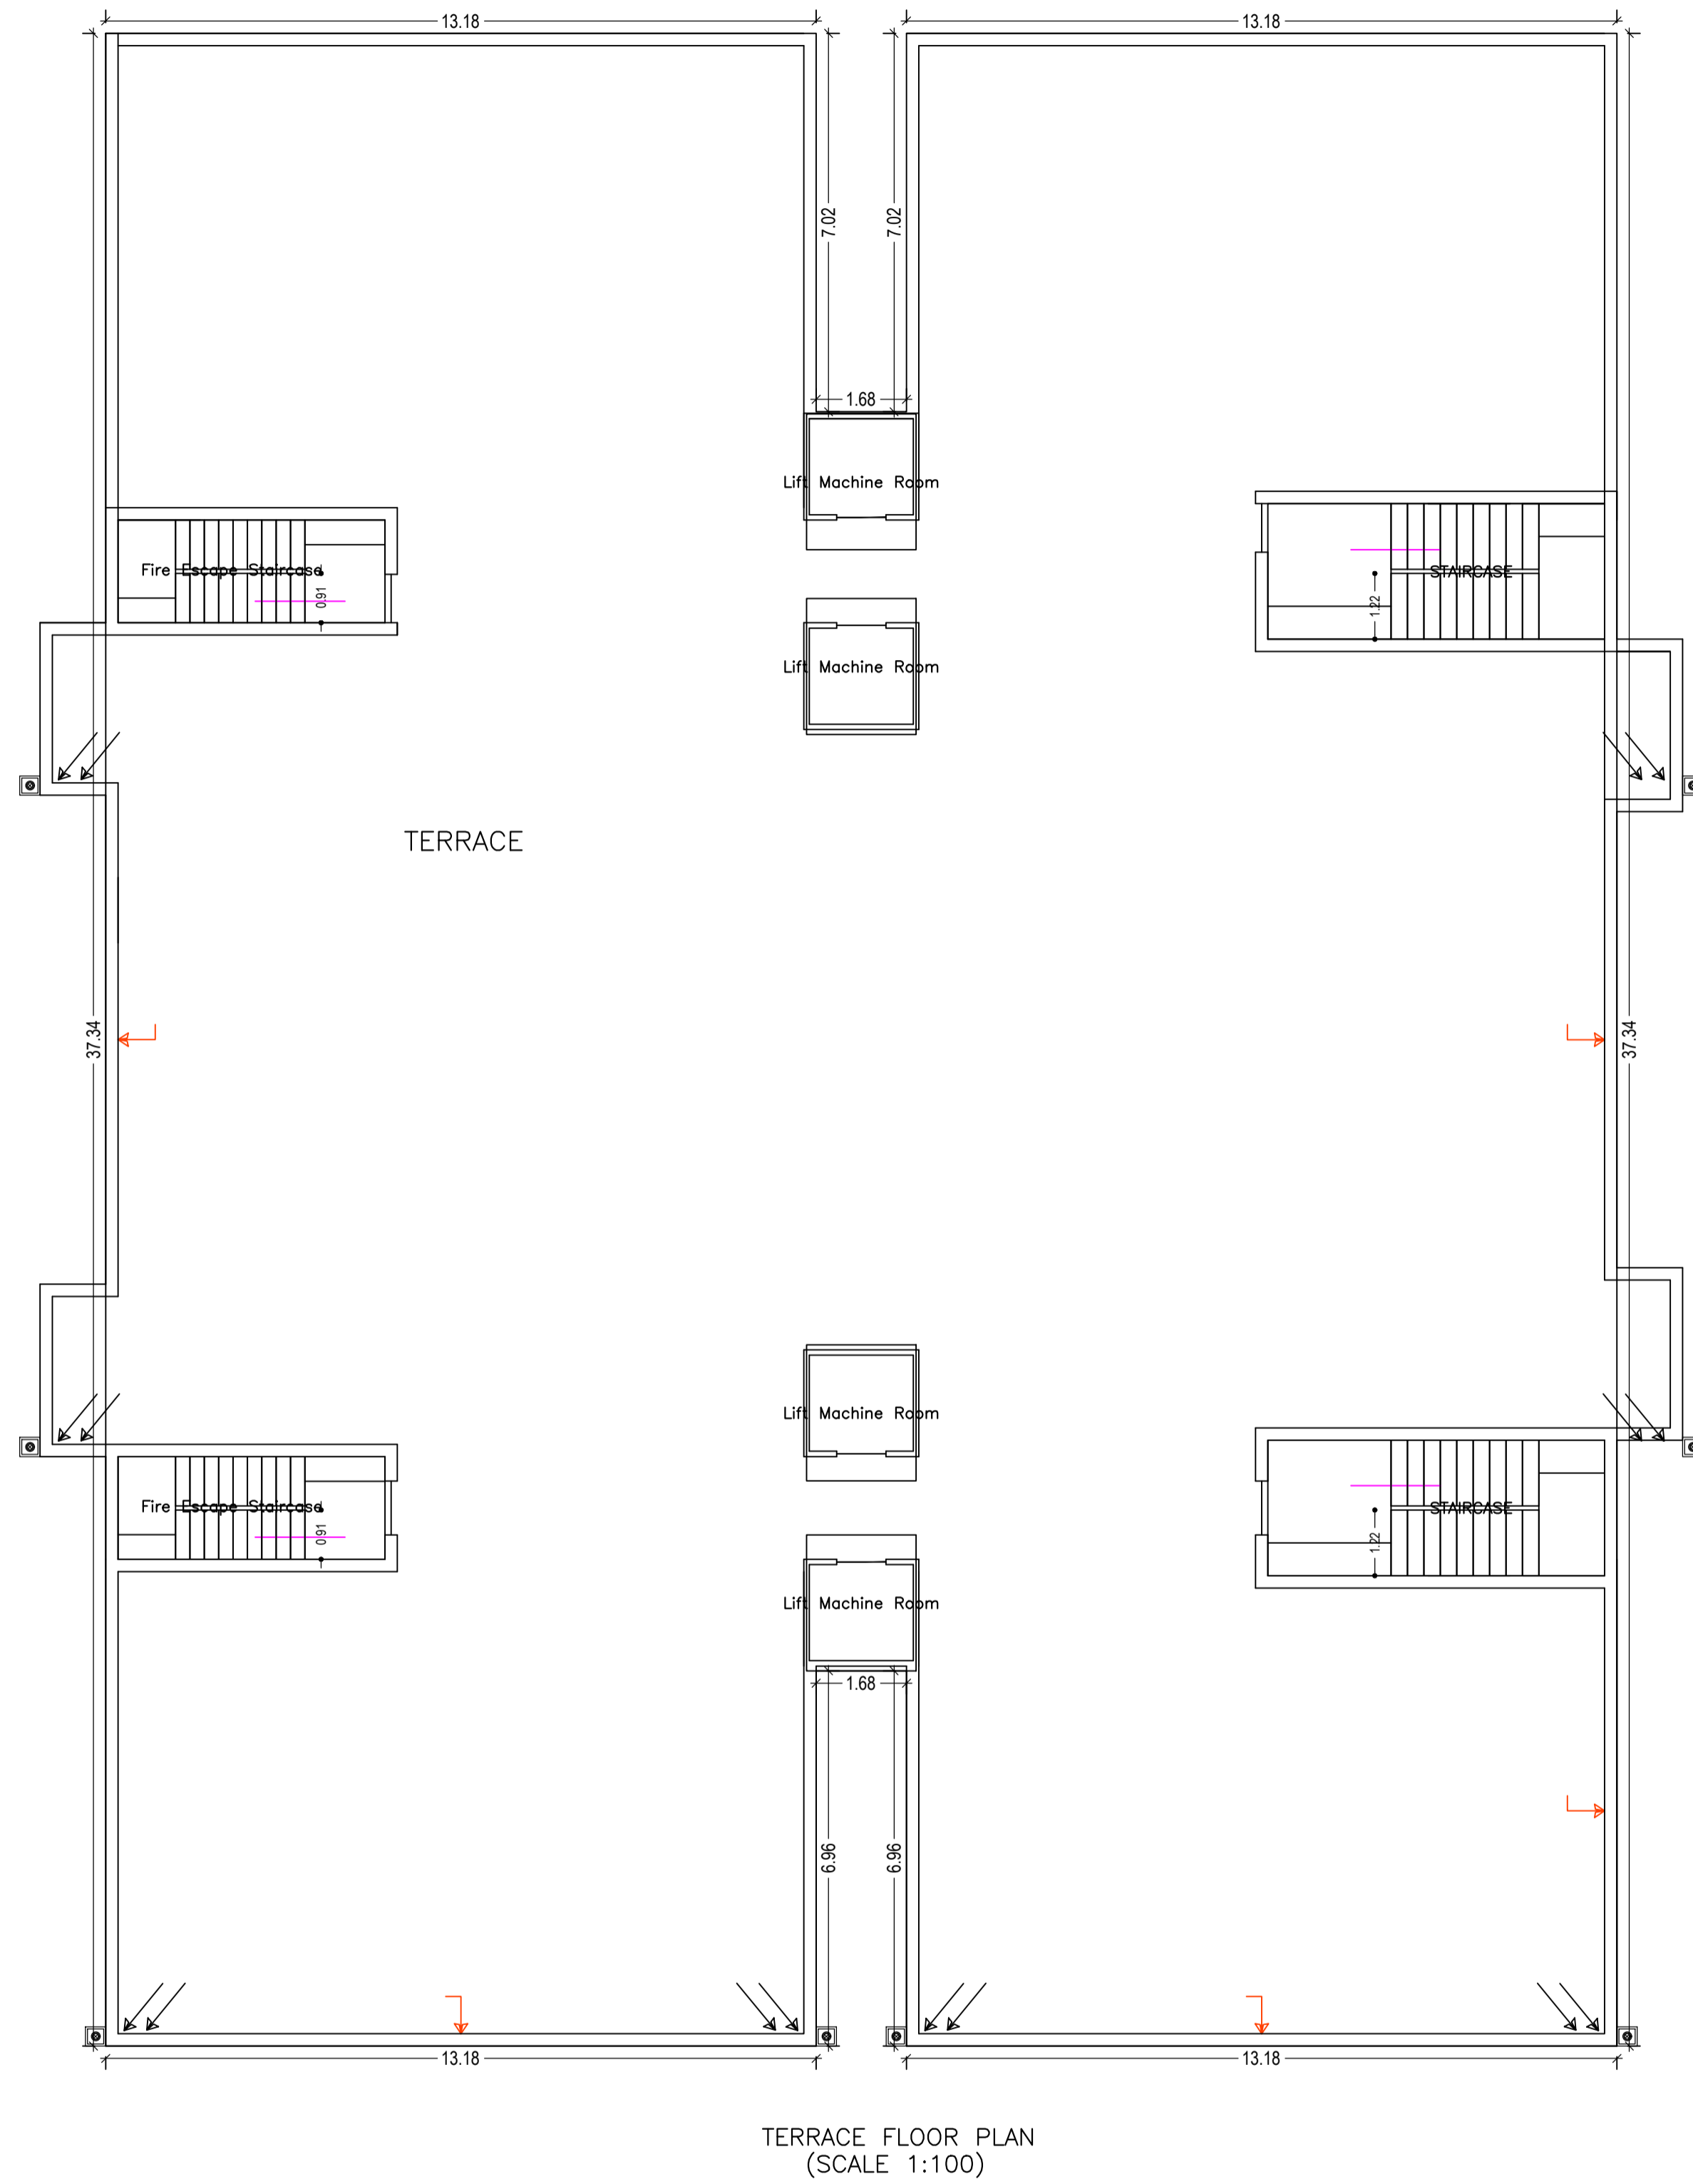 13.18
13.18
7.02
7.02
1.68
Lift Machine Room
Fire Escape Staircase
0.91
STAIRCASE
1.22
Lift Machine Room
TERRACE
37.34
37.34
Lift Machine Room
Fire Escape Staircase
0.91
STAIRCASE
1.22
Lift Machine Room
1.68
6.96
6.96
13.18
13.18
TERRACE FLOOR PLAN
(SCALE 1:100)